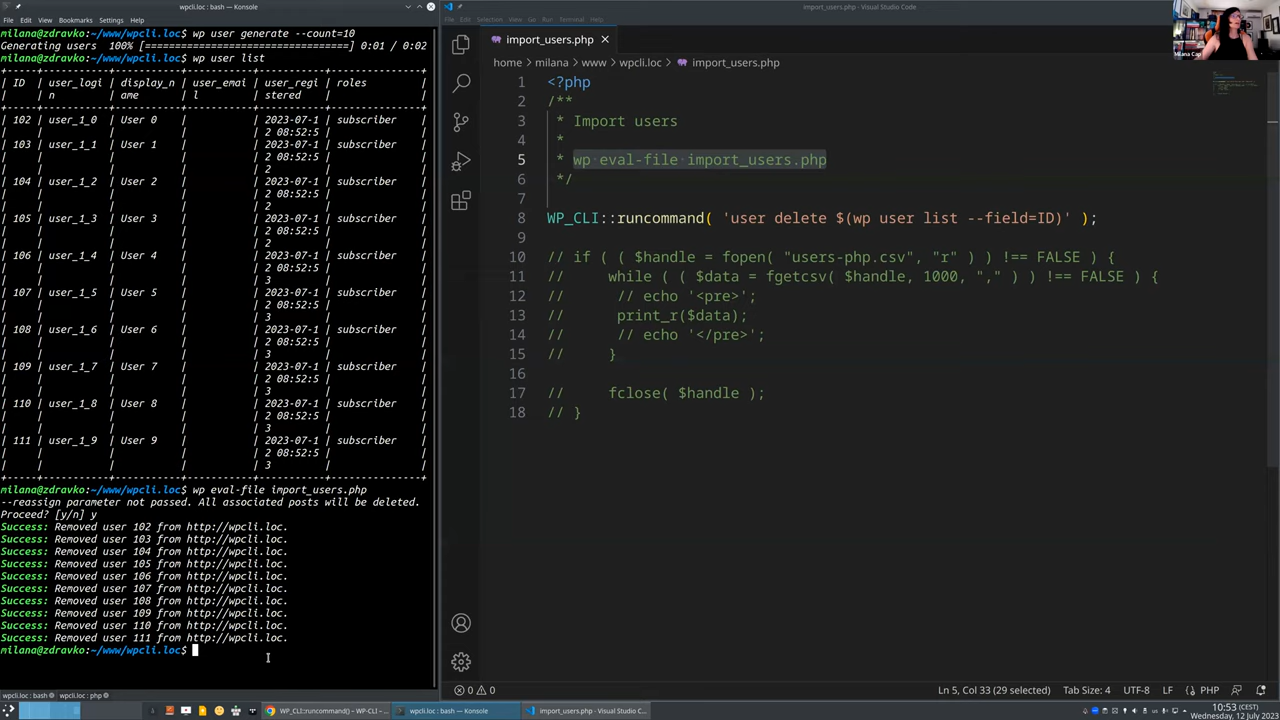 wpcli.loc : bash — Konsole
File Edit View Bookmarks Settings Help
milana@zdravko:~/www/wpcli.loc$ wp user generate --count=10
Generating users  100% [==================================] 0:01 / 0:02
milana@zdravko:~/www/wpcli.loc$ wp user list
| ID | user_logi | display_n | user_emai | user_regi | roles |
n | ame | l | stered |
| 102 | user_1_0 | User 0 | | 2023-07-1 | subscriber |
2 08:52:5
2
| 103 | user_1_1 | User 1 | | 2023-07-1 | subscriber |
2 08:52:5
2
| 104 | user_1_2 | User 2 | | 2023-07-1 | subscriber |
2 08:52:5
2
| 105 | user_1_3 | User 3 | | 2023-07-1 | subscriber |
2 08:52:5
2
| 106 | user_1_4 | User 4 | | 2023-07-1 | subscriber |
2 08:52:5
3
| 107 | user_1_5 | User 5 | | 2023-07-1 | subscriber |
2 08:52:5
3
| 108 | user_1_6 | User 6 | | 2023-07-1 | subscriber |
2 08:52:5
3
| 109 | user_1_7 | User 7 | | 2023-07-1 | subscriber |
2 08:52:5
3
| 110 | user_1_8 | User 8 | | 2023-07-1 | subscriber |
2 08:52:5
3
| 111 | user_1_9 | User 9 | | 2023-07-1 | subscriber |
2 08:52:5
3
milana@zdravko:~/www/wpcli.loc$ wp eval-file import_users.php
--reassign parameter not passed. All associated posts will be deleted.
Proceed? [y/n] y
Success: Removed user 102 from http://wpcli.loc.
Success: Removed user 103 from http://wpcli.loc.
Success: Removed user 104 from http://wpcli.loc.
Success: Removed user 105 from http://wpcli.loc.
Success: Removed user 106 from http://wpcli.loc.
Success: Removed user 107 from http://wpcli.loc.
Success: Removed user 108 from http://wpcli.loc.
Success: Removed user 109 from http://wpcli.loc.
Success: Removed user 110 from http://wpcli.loc.
Success: Removed user 111 from http://wpcli.loc.
milana@zdravko:~/www/wpcli.loc$
wpcli.loc : bash wpcli.loc : php
import_users.php - Visual Studio Code
File Edit Selection View Go Run Terminal Help
import_users.php
home > milana > www > wpcli.loc > import_users.php
1 <?php
2 /**
3 * Import users
4 *
5 * wp eval-file import_users.php
6 */
7
8 WP_CLI::runcommand( 'user delete $(wp user list --field=ID)' );
9
10 // if ( ( $handle = fopen( "users-php.csv", "r" ) ) !== FALSE ) {
11 //     while ( ( $data = fgetcsv( $handle, 1000, "," ) ) !== FALSE ) {
12 //      // echo '<pre>';
13 //      print_r($data);
14 //      // echo '</pre>';
15 //     }
16
17 //     fclose( $handle );
18 // }
0 0
Ln 5, Col 33 (29 selected) Tab Size: 4 UTF-8 LF PHP
Milana Cap
WP_CLI::runcommand() – WP-CLI ... wpcli.loc : bash — Konsole import_users.php - Visual Studio C...
10:53 (CEST)
Wednesday, 12 July 2023